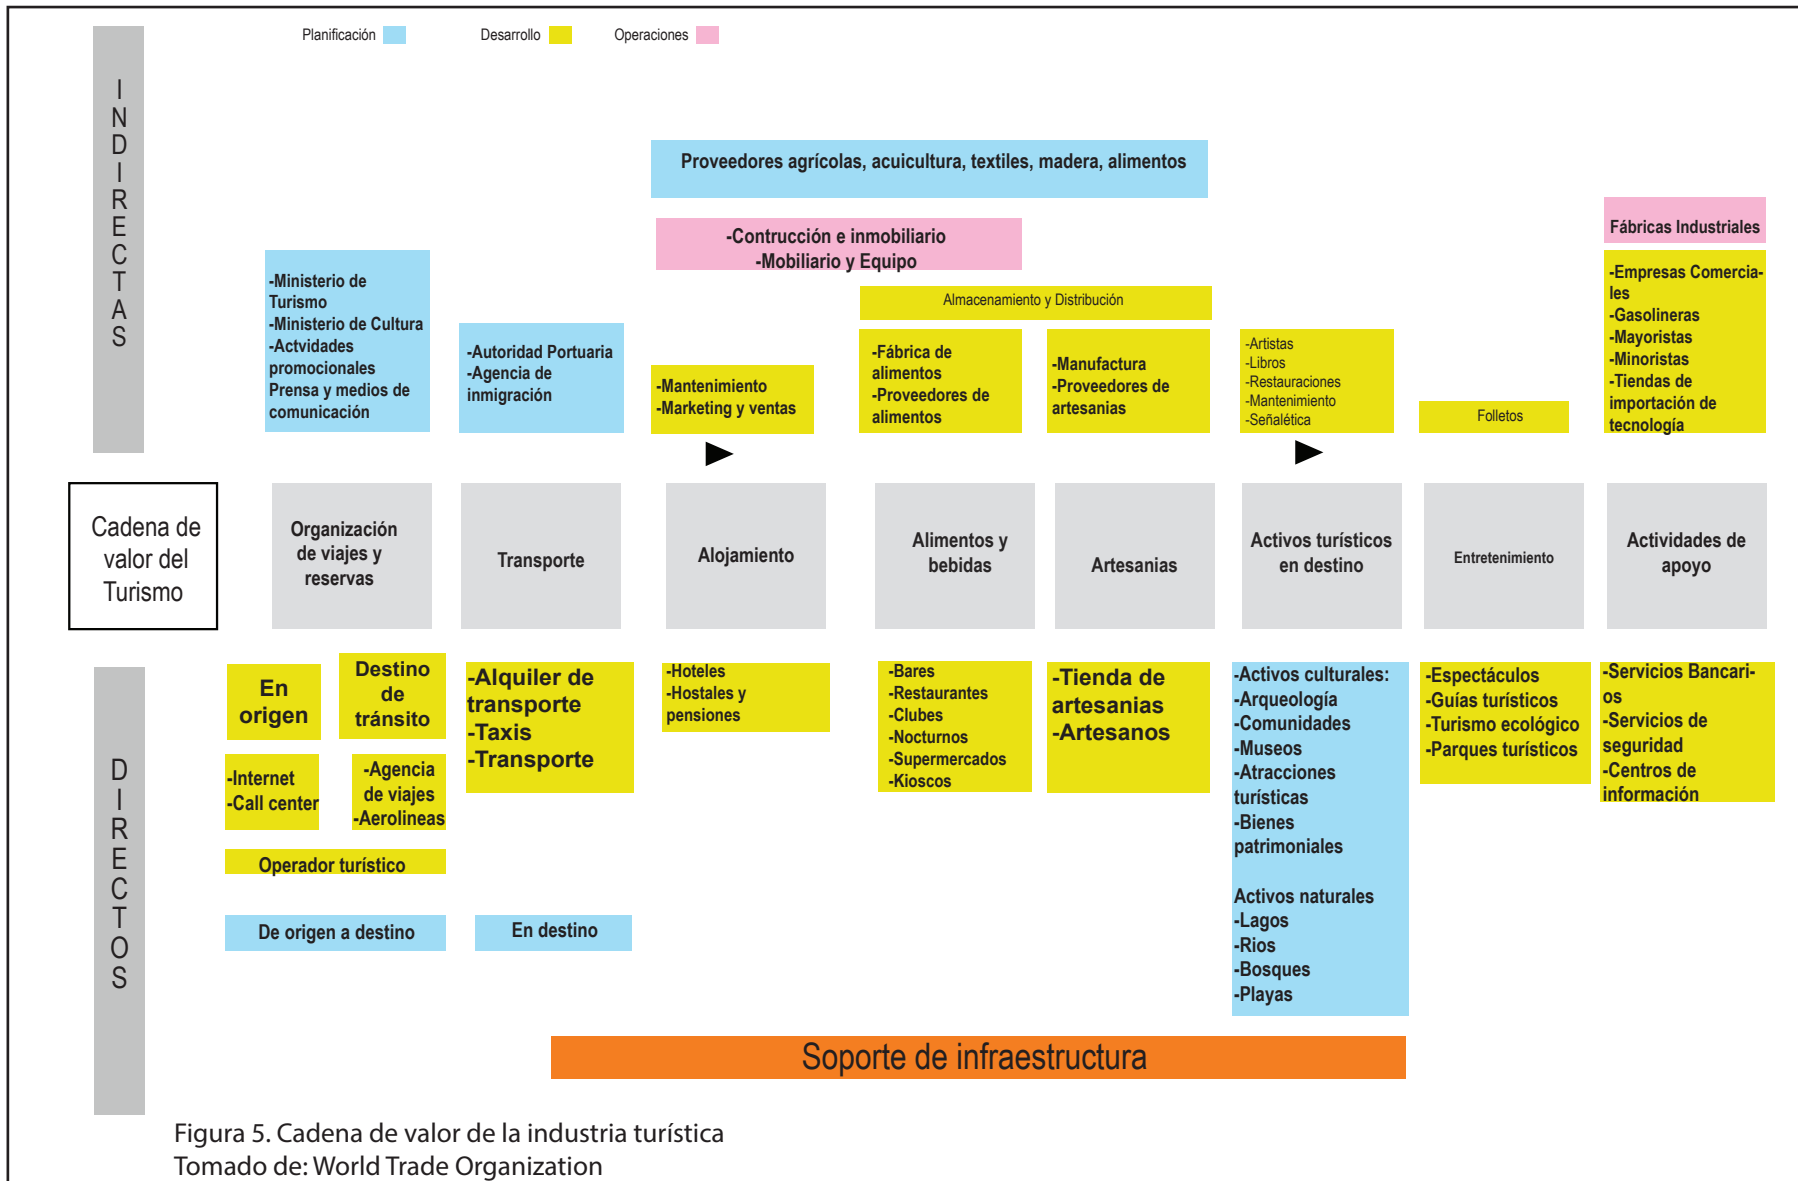 Planificación
Desarrollo
Operaciones
INDIRECTAS
Proveedores agrícolas, acuicultura, textiles, madera, alimentos
-Contrucción e inmobiliario
-Mobiliario y Equipo
Almacenamiento y Distribución
-Ministerio de
Turismo
-Ministerio de Cultura
-Actvidades
promocionales
Prensa y medios de
comunicación
-Autoridad Portuaria
-Agencia de
inmigración
-Mantenimiento
-Marketing y ventas
-Fábrica de
alimentos
-Proveedores de
alimentos
-Manufactura
-Proveedores de
artesanias
-Artistas
-Libros
-Restauraciones
-Mantenimiento
-Señalética
Folletos
Fábricas Industriales
-Empresas Comercia-
les
-Gasolineras
-Mayoristas
-Minoristas
-Tiendas de
importación de
tecnología
Cadena de
valor del
Turismo
Organización
de viajes y
reservas
Transporte
Alojamiento
Alimentos y
bebidas
Artesanias
Activos turísticos
en destino
Entretenimiento
Actividades de
apoyo
DIRECTOS
En
origen
Destino
de
tránsito
-Internet
-Call center
-Agencia
de viajes
-Aerolineas
Operador turístico
De origen a destino
-Alquiler de
transporte
-Taxis
-Transporte
En destino
-Hoteles
-Hostales y
pensiones
-Bares
-Restaurantes
-Clubes
-Nocturnos
-Supermercados
-Kioscos
-Tienda de
artesanias
-Artesanos
-Activos culturales:
-Arqueología
-Comunidades
-Museos
-Atracciones
turísticas
-Bienes
patrimoniales
Activos naturales
-Lagos
-Rios
-Bosques
-Playas
-Espectáculos
-Guías turísticos
-Turismo ecológico
-Parques turísticos
-Servicios Bancari-
os
-Servicios de
seguridad
-Centros de
información
Soporte de infraestructura
Figura 5. Cadena de valor de la industria turística
Tomado de: World Trade Organization